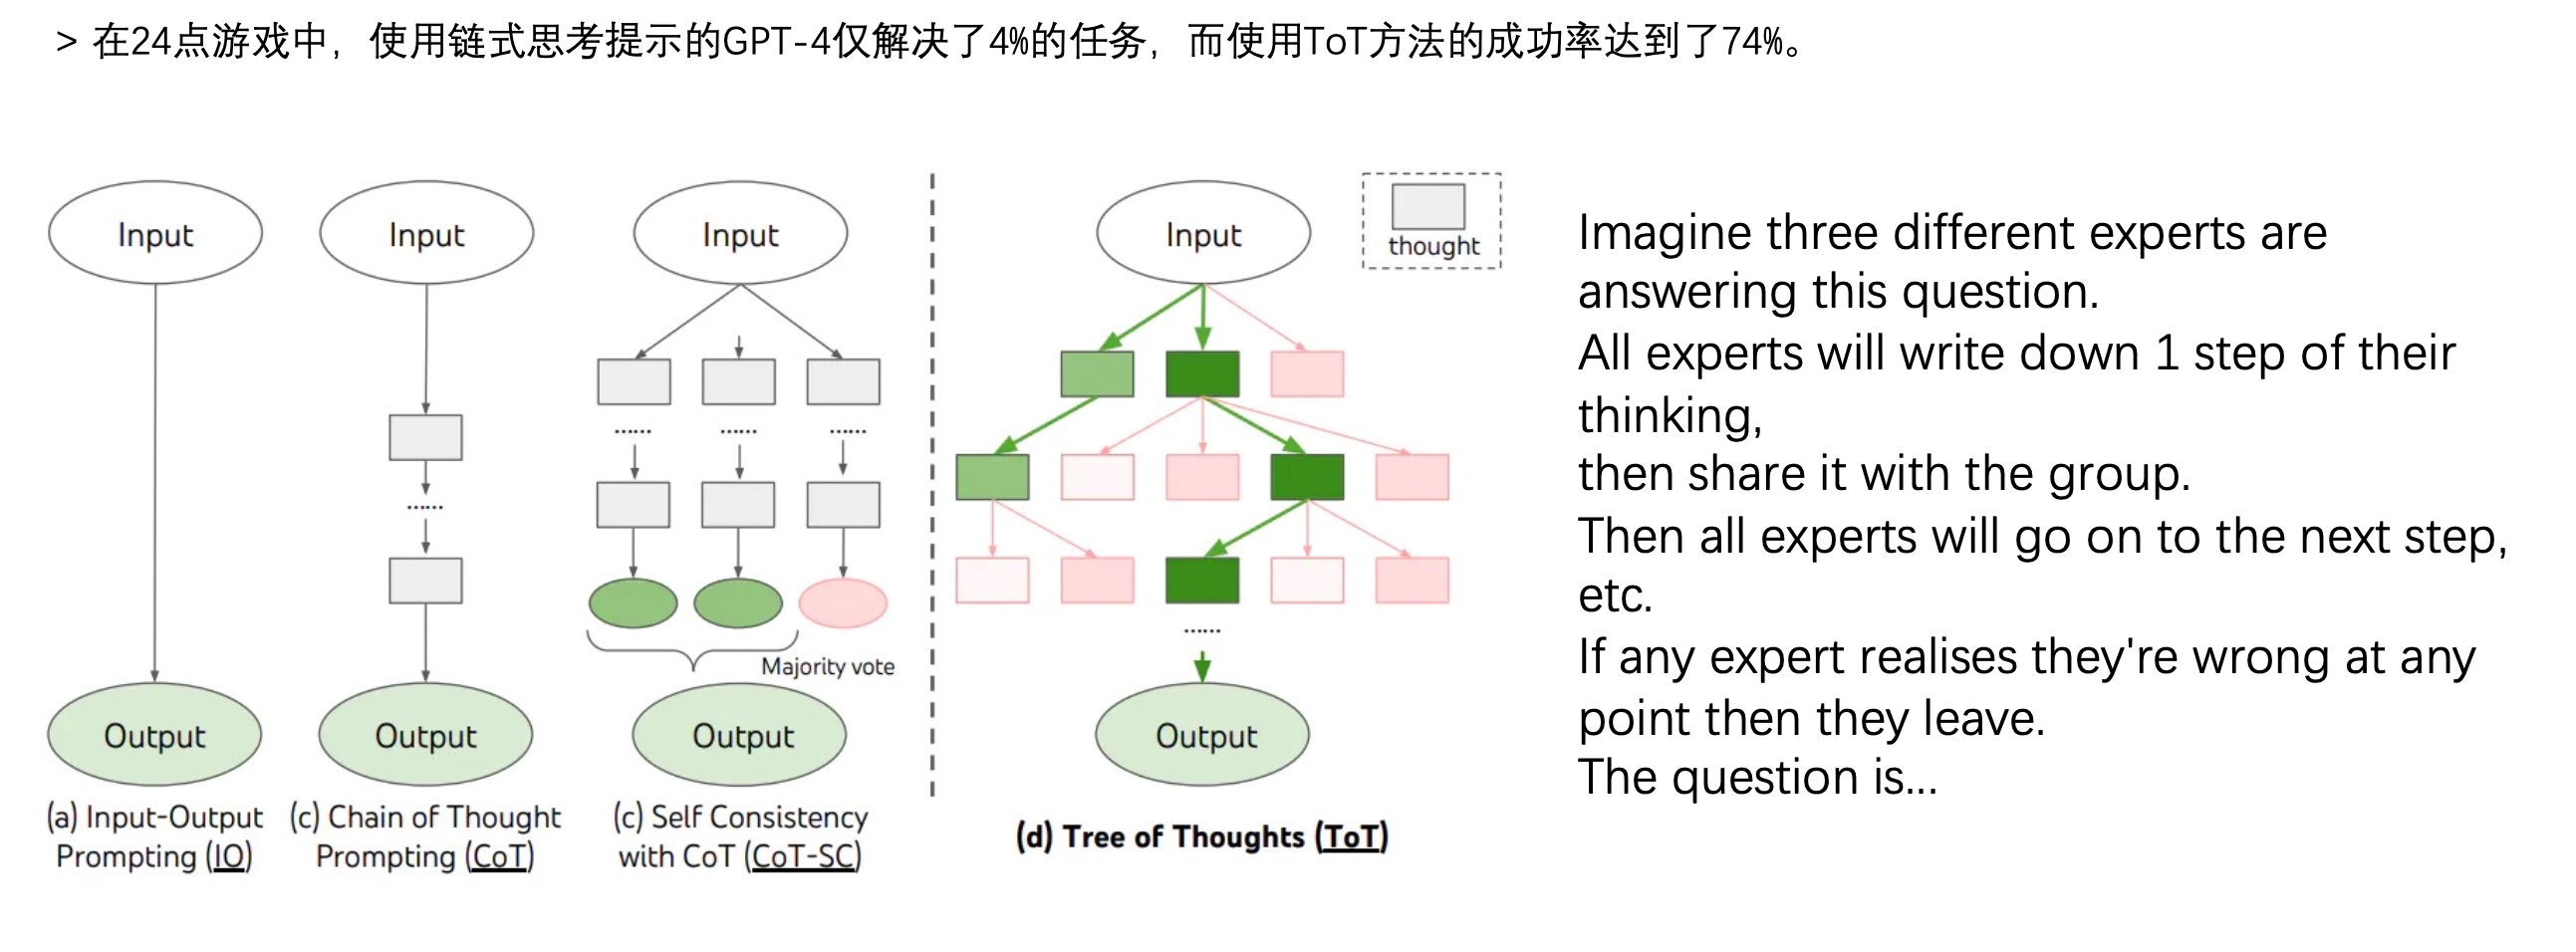 > 在24点游戏中，使用链式思考提示的GPT-4仅解决了4%的任务，而使用ToT方法的成功率达到了74%。
Input
Input
Input
Input
thought
......
......
......
......
Majority vote
......
Output
Output
Output
Output
(a) Input-Output
Prompting (IO)
(c) Chain of Thought
Prompting (CoT)
(c) Self Consistency
with CoT (CoT-SC)
(d) Tree of Thoughts (ToT)
Imagine three different experts are
answering this question.
All experts will write down 1 step of their
thinking,
then share it with the group.
Then all experts will go on to the next step,
etc.
If any expert realises they're wrong at any
point then they leave.
The question is...